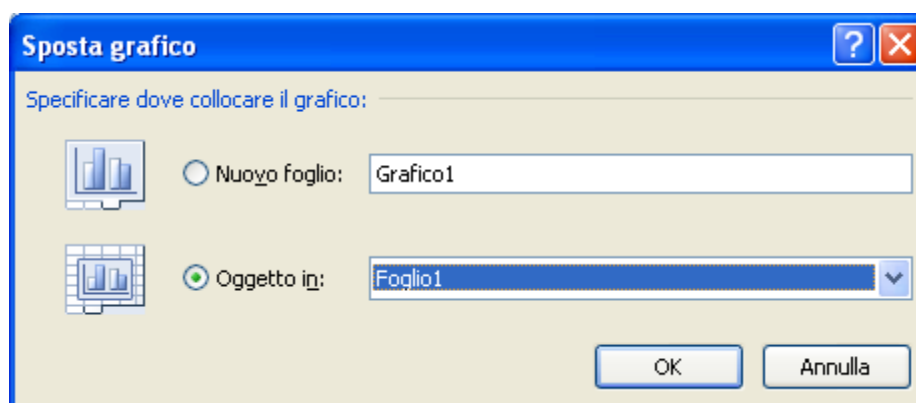 Sposta grafico
?
Specificare dove collocare il grafico:
Nuovo foglio: Grafico1
Oggetto in: Foglio1
OK Annulla